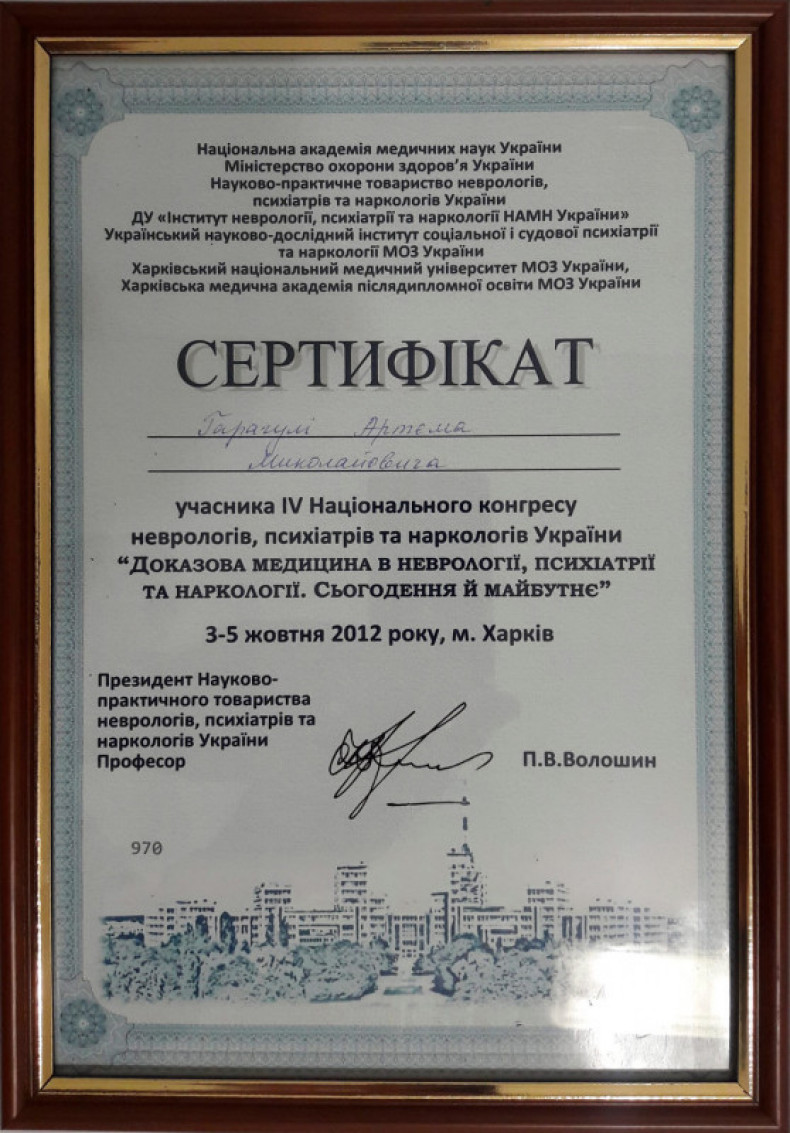 Національна академія медичних наук України
Міністерство охорони здоров’я України
Науково-практичне товариство неврологів,
психіатрів та наркологів України
ДУ «Інститут неврології, психіатрії та наркології НАМН України»
Український науково-дослідний інститут соціальної і судової психіатрії
та наркології МОЗ України
Харківський національний медичний університет МОЗ України,
Харківська медична академія післядипломної освіти МОЗ України
СЕРТИФІКАТ
Артема
Миколайовича
учасника IV Національного конгресу
неврологів, психіатрів та наркологів України
“Доказова медицина в неврології, психіатрії
та наркології. Сьогодення й майбутнє”
3-5 жовтня 2012 року, м. Харків
Президент Науково-
практичного товариства
неврологів, психіатрів та
наркологів України
Професор
П.В.Волошин
970